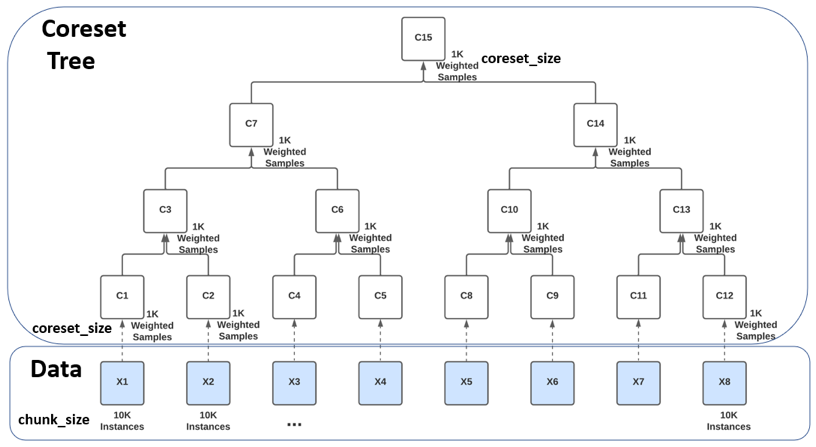 Coreset
Tree
C15
1K
Weighted
Samples
coreset_size
C7
1K
Weighted
Samples
C14
1K
Weighted
Samples
C3
1K
Weighted
Samples
C6
1K
Weighted
Samples
C10
1K
Weighted
Samples
C13
1K
Weighted
Samples
C1
1K
Weighted
Samples
C2
1K
Weighted
Samples
C4
C5
C8
C9
C11
C12
1K
Weighted
Samples
coreset_size
Data
X1
X2
X3
X4
X5
X6
X7
X8
chunk_size
10K
Instances
10K
Instances
...
10K
Instances